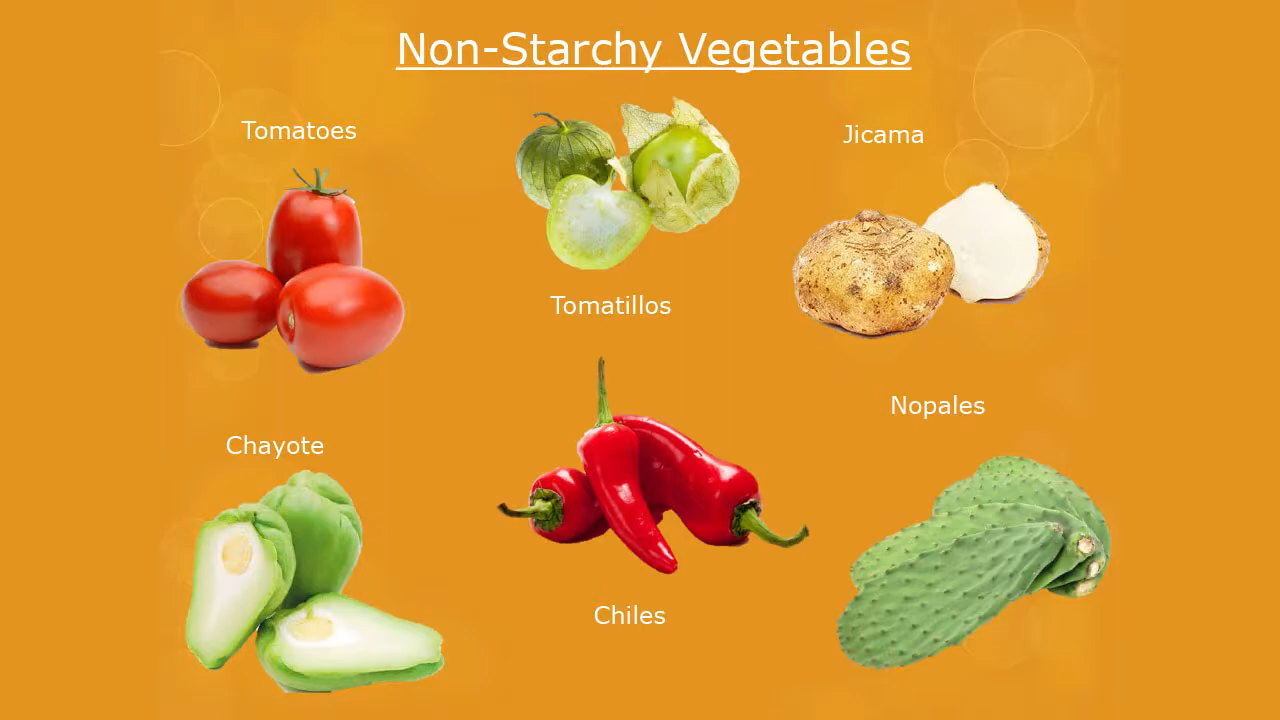 Non-Starchy Vegetables
Tomatoes
Jicama
Tomatillos
Nopales
Chayote
Chiles